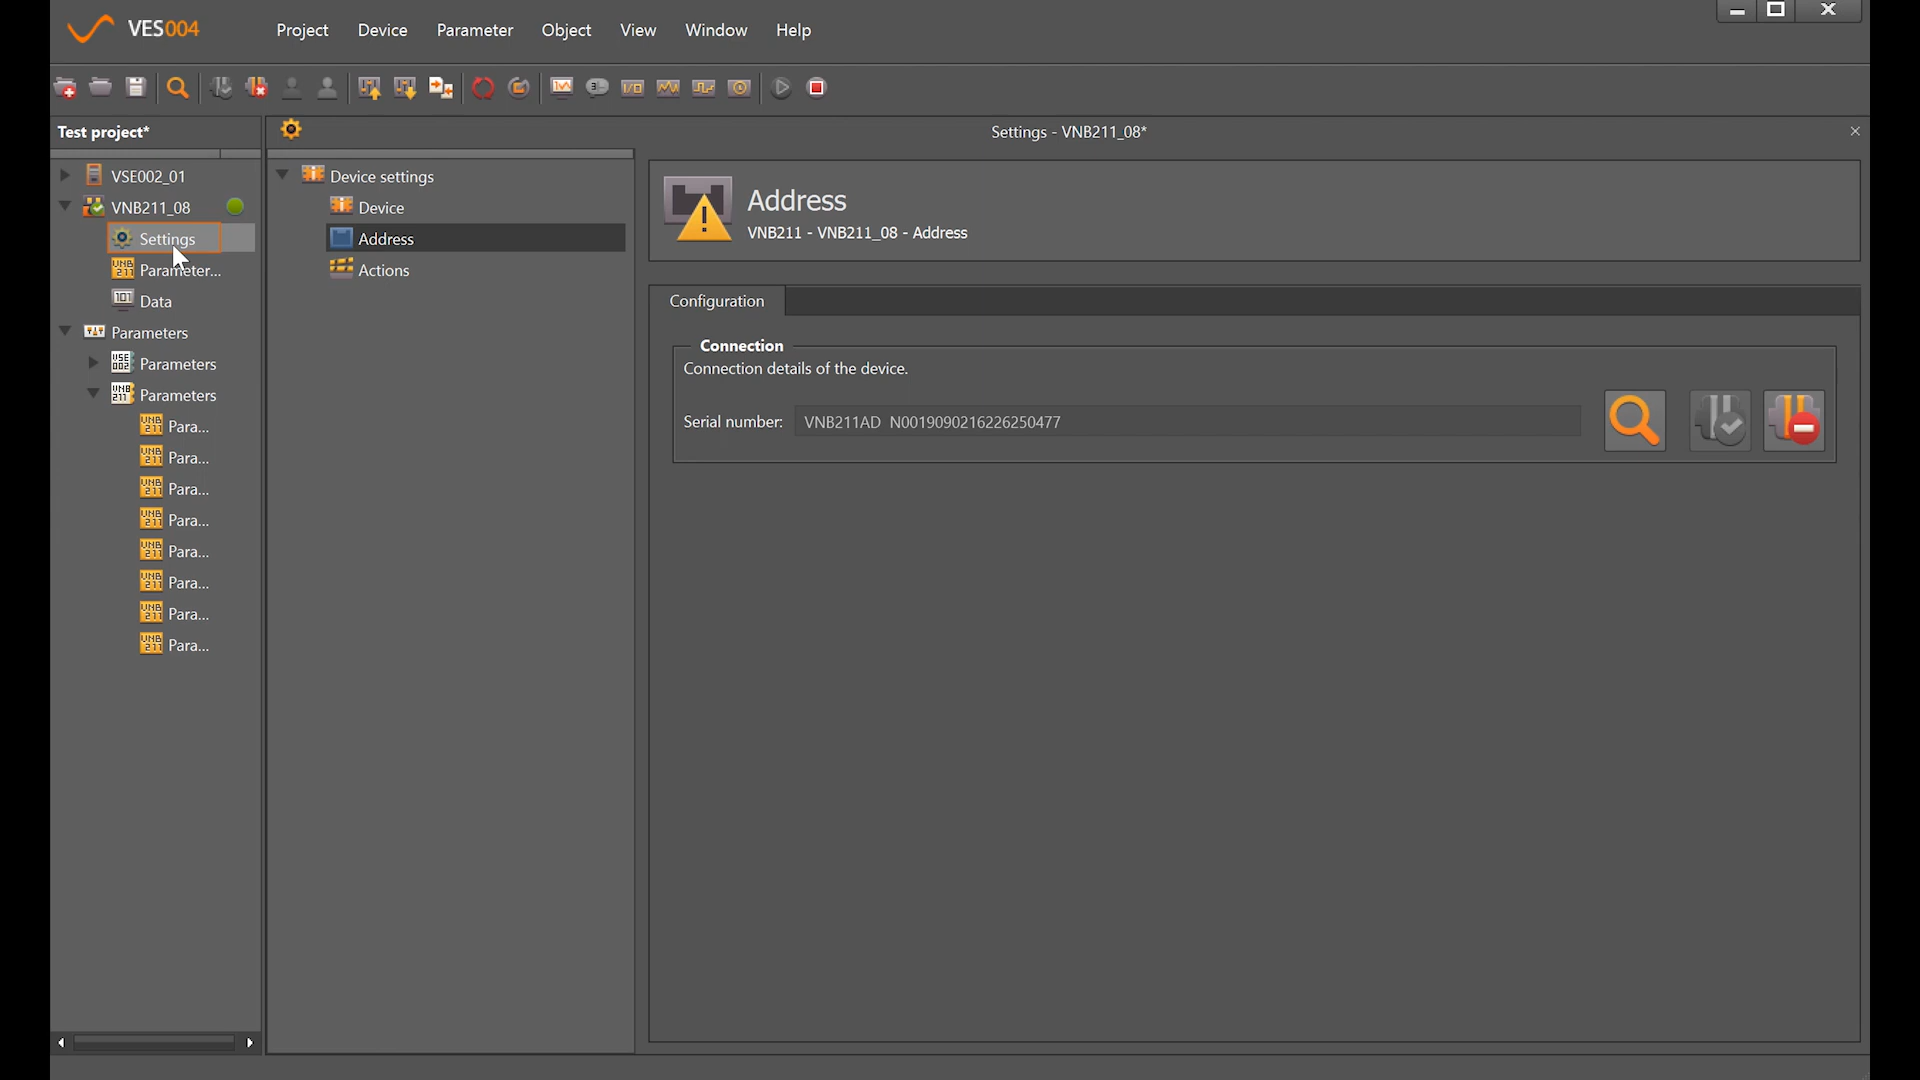 VES004
Project Device Parameter Object View Window Help
Test project*
Settings - VNB211_08*
VSE002_01
VNB211_08
Settings
Parameter...
Data
Parameters
Parameters
Parameters
Para...
Para...
Para...
Para...
Para...
Para...
Para...
Para...
Device settings
Device
Address
Actions
Address
VNB211 - VNB211_08 - Address
Configuration
Connection
Connection details of the device.
Serial number: VNB211AD N0019090216226250477